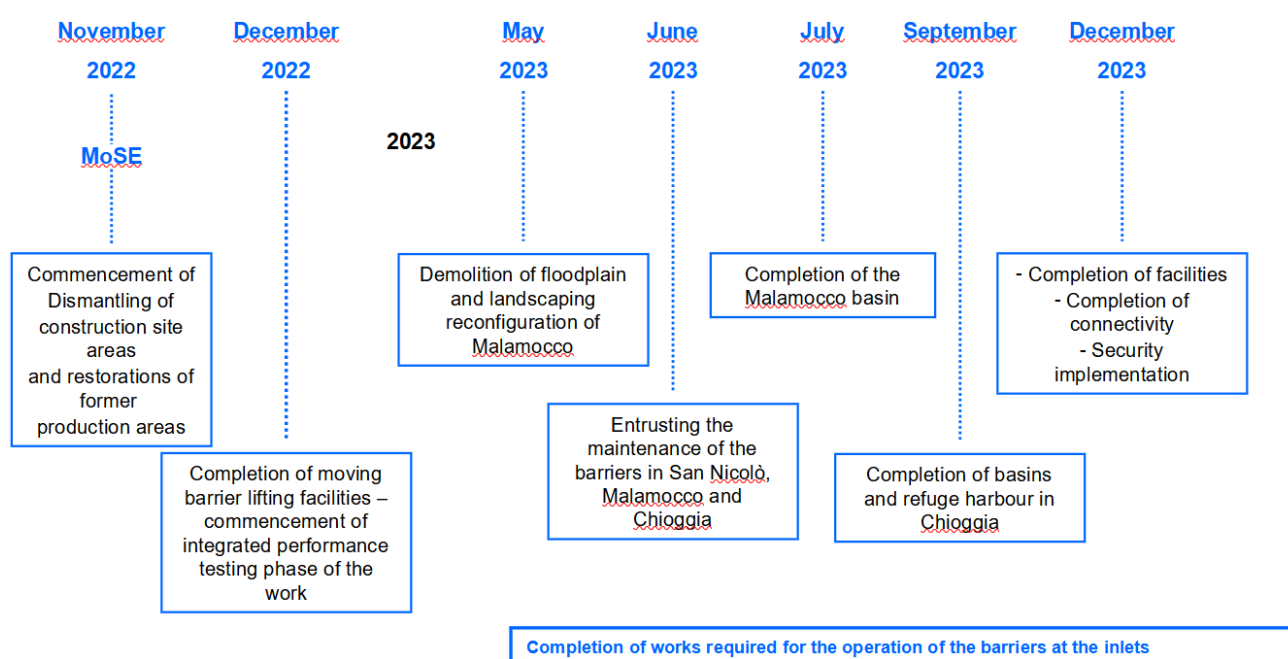 November
2022
December
2022
May
2023
June
2023
July
2023
September
2023
December
2023
2023
MoSE
Commencement of
Dismantling of
construction site
areas
and restorations of
former
production areas
Completion of moving
barrier lifting facilities –
commencement of
integrated performance
testing phase of the
work
Demolition of floodplain
and landscaping
reconfiguration of
Malamocco
Entrusting the
maintenance of the
barriers in San Nicolò,
Malamocco and
Chioggia
Completion of the
Malamocco basin
Completion of basins
and refuge harbour in
Chioggia
- Completion of facilities
- Completion of
connectivity
- Security
implementation
Completion of works required for the operation of the barriers at the inlets